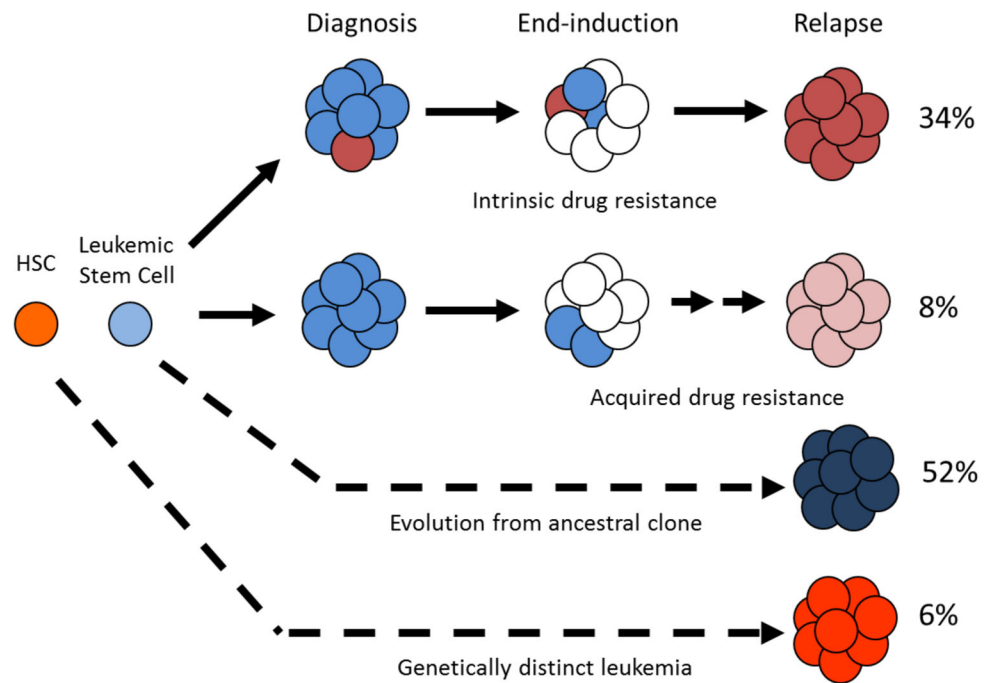 Diagnosis
End-induction
Relapse
34%
Intrinsic drug resistance
HSC
Leukemic
Stem Cell
8%
Acquired drug resistance
52%
Evolution from ancestral clone
6%
Genetically distinct leukemia